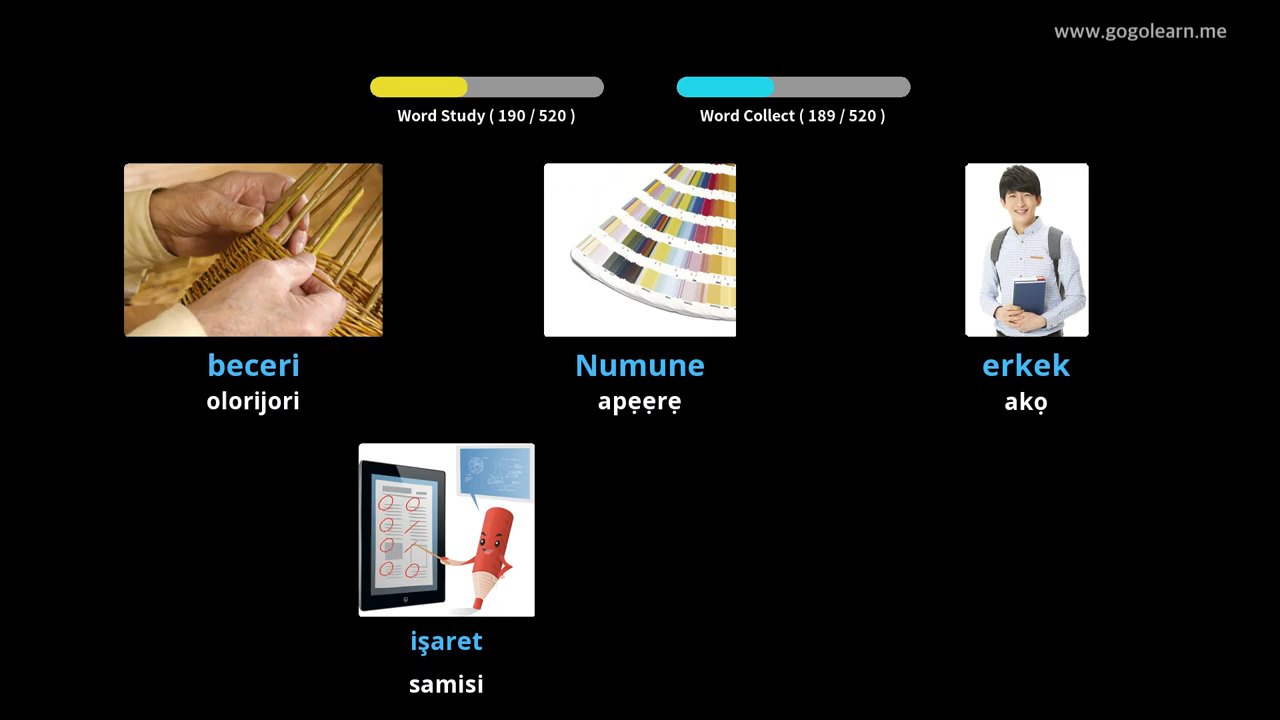 www.gogolearn.me
Word Study ( 190 / 520 )
Word Collect ( 189 / 520 )
beceri
olorijori
Numune
apẹẹrẹ
erkek
akọ
işaret
samisi